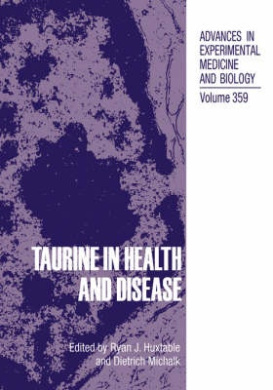 ADVANCES IN
EXPERIMENTAL
MEDICINE
AND BIOLOGY
Volume 359
TAURINE IN HEALTH
AND DISEASE
Edited by Ryan J. Huxtable
and Dietrich Michalk